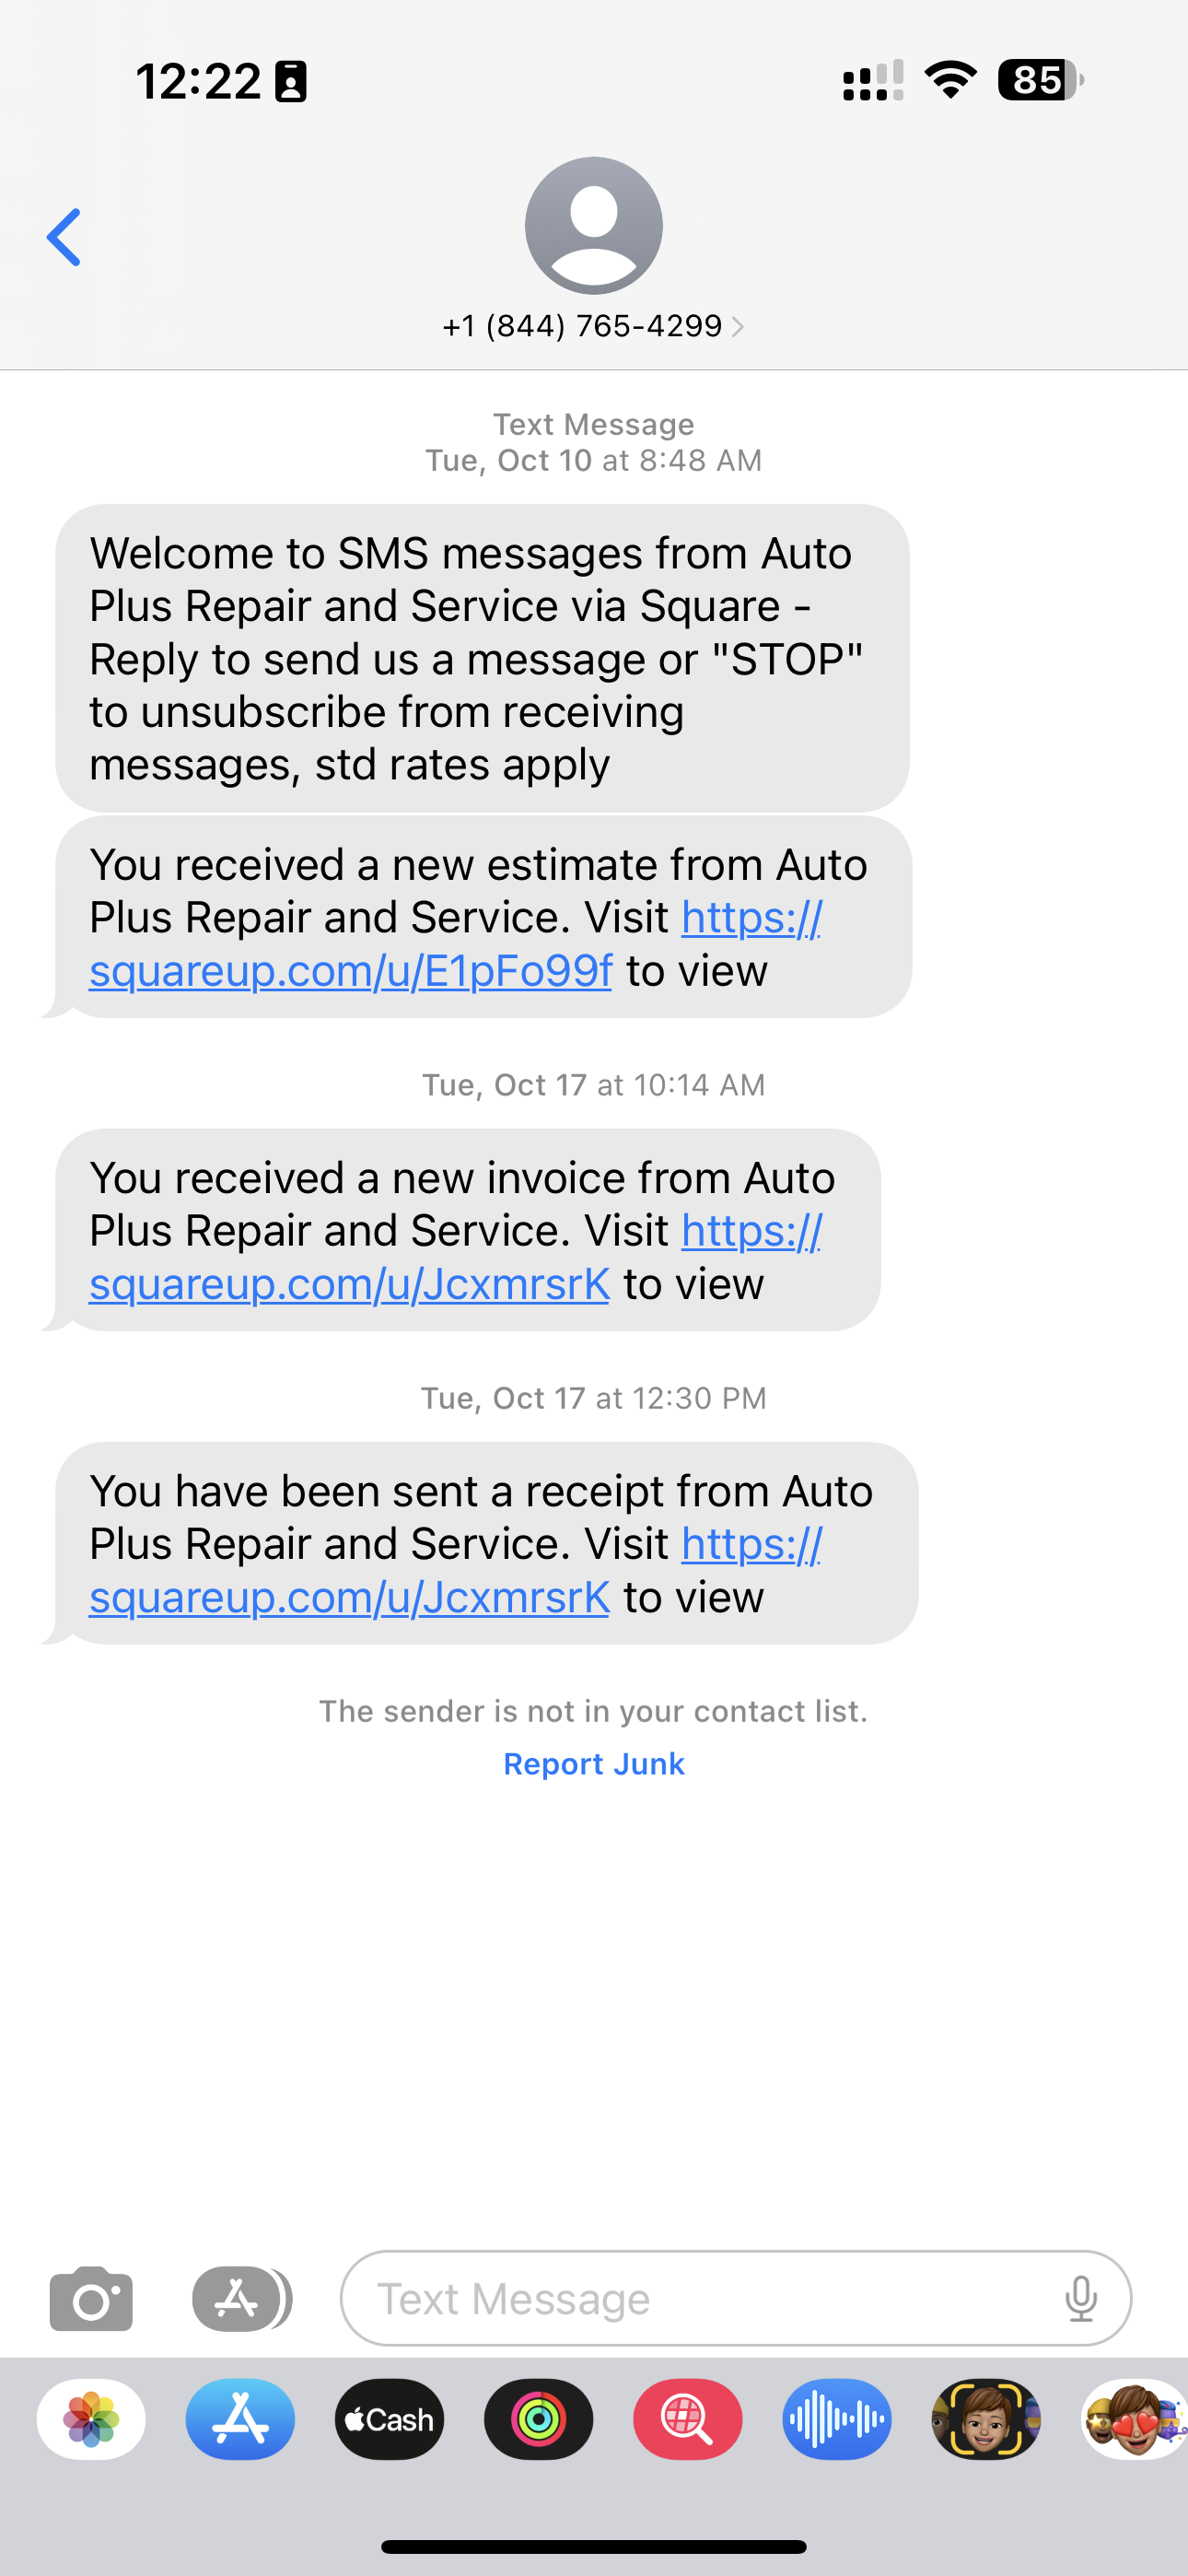 12:22
85
+1 (844) 765-4299
Text Message
Tue, Oct 10 at 8:48 AM
Welcome to SMS messages from Auto
Plus Repair and Service via Square -
Reply to send us a message or "STOP"
to unsubscribe from receiving
messages, std rates apply
You received a new estimate from Auto
Plus Repair and Service. Visit https://
squareup.com/u/E1pFo99f to view
Tue, Oct 17 at 10:14 AM
You received a new invoice from Auto
Plus Repair and Service. Visit https://
squareup.com/u/JcxmrsrK to view
Tue, Oct 17 at 12:30 PM
You have been sent a receipt from Auto
Plus Repair and Service. Visit https://
squareup.com/u/JcxmrsrK to view
The sender is not in your contact list.
Report Junk
Text Message
Cash